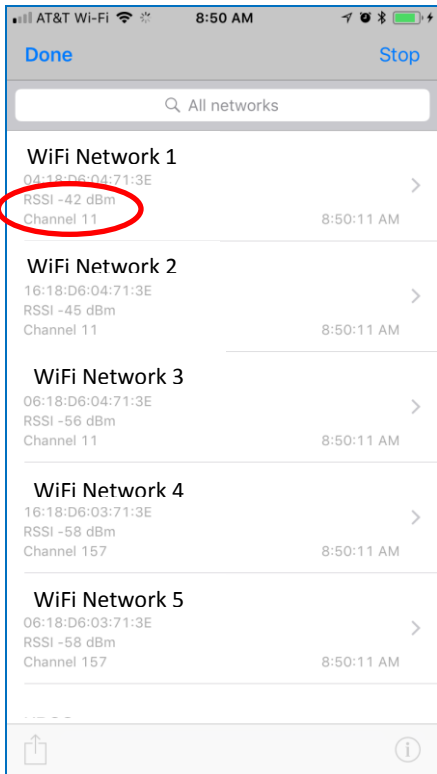 AT&T Wi-Fi 8:50 AM
Done Stop
All networks
WiFi Network 1
04:18:D6:04:71:3E
RSSI -42 dBm
Channel 11 8:50:11 AM
WiFi Network 2
16:18:D6:04:71:3E
RSSI -45 dBm
Channel 11 8:50:11 AM
WiFi Network 3
06:18:D6:04:71:3E
RSSI -56 dBm
Channel 11 8:50:11 AM
WiFi Network 4
16:18:D6:03:71:3E
RSSI -58 dBm
Channel 157 8:50:11 AM
WiFi Network 5
06:18:D6:03:71:3E
RSSI -58 dBm
Channel 157 8:50:11 AM